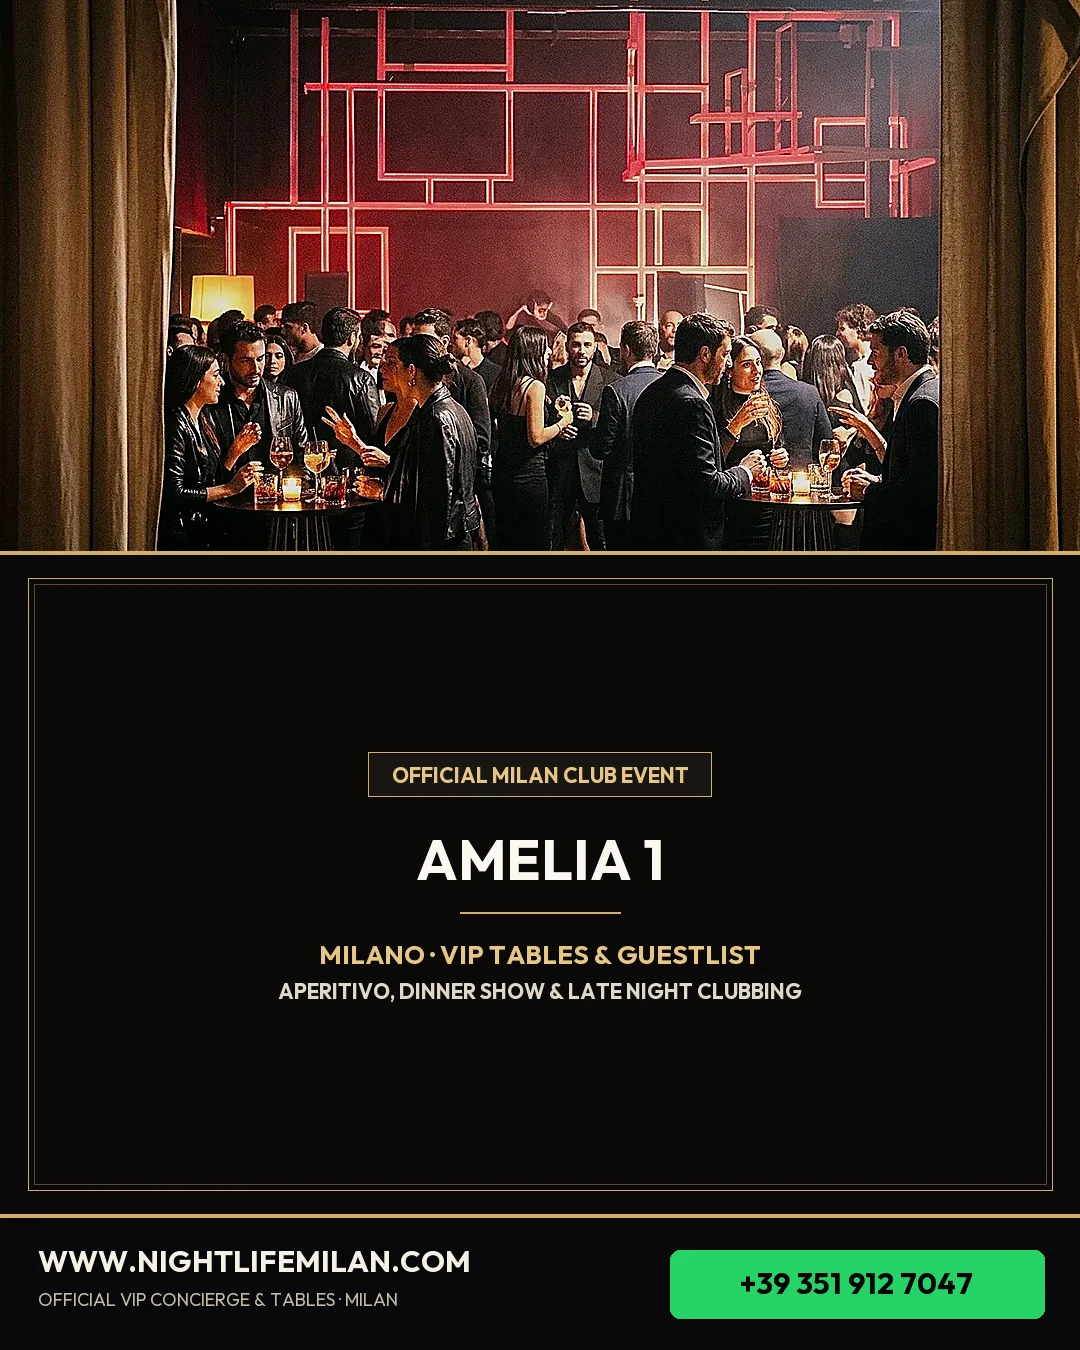 OFFICIAL MILAN CLUB EVENT
AMELIA 1
MILANO · VIP TABLES & GUESTLIST
APERITIVO, DINNER SHOW & LATE NIGHT CLUBBING
WWW.NIGHTLIFEMILAN.COM
OFFICIAL VIP CONCIERGE & TABLES · MILAN
+39 351 912 7047